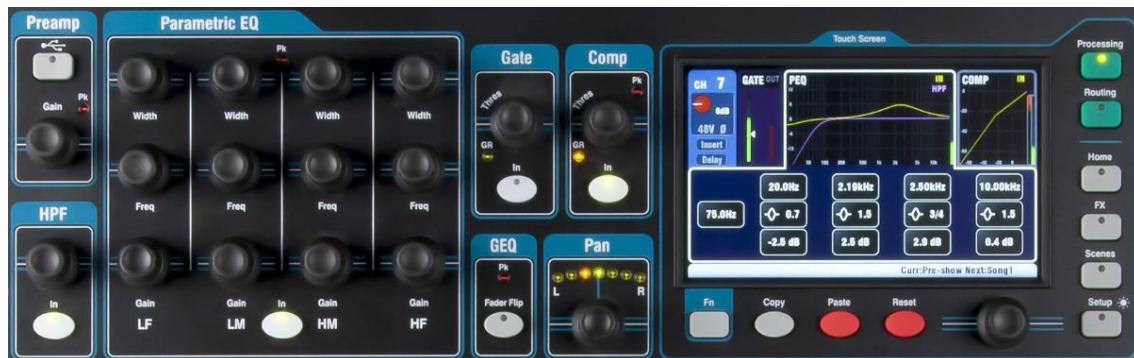 Preamp
Gain
Pk
HPF
In
Parametric EQ
Pk
Width Width Width Width
Freq Freq Freq Freq
Gain Gain In Gain Gain
LF LM HM HF
Gate
Thres
GR
In
Comp
Pk
Thres
GR
In
GEQ
Pk
Fader Flip
Pan
L R
Touch Screen
CH 7
6dB
48V Ø
Insert
Delay
GATE OUT
PEQ IN
HPF
COMP IN
20.0Hz 2.19kHz 2.50kHz 10.00kHz
75.0Hz 0.7 1.5 3/4 1.5
-2.5 dB 2.5 dB 2.9 dB 0.4 dB
Curr:Pre-show Next:Song1
Fn Copy Paste Reset
Processing
Routing
Home
FX
Scenes
Setup